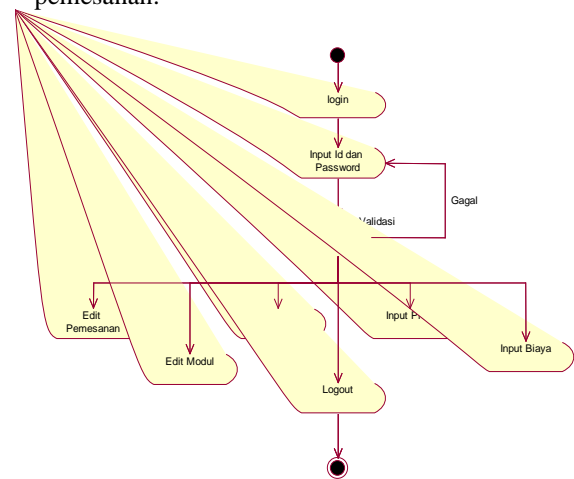 pemesanan.
login
Input Id dan
Password
Gagal
Validasi
Edit
Pemesanan
Input
Edit Modul
Input Biaya
Logout